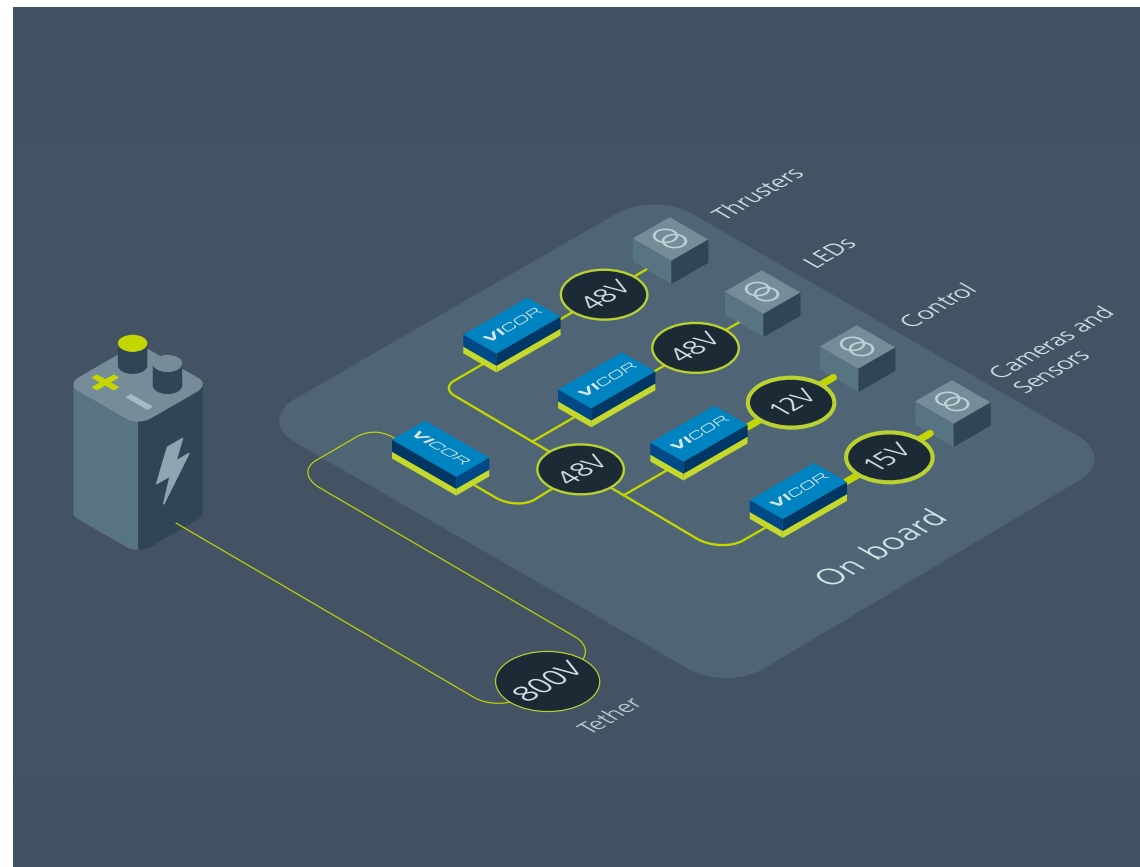 Thrusters
48V
VICOR
LEDs
48V
VICOR
Control
12V
VICOR
Cameras and
Sensors
15V
VICOR
VICOR
48V
On board
800V
Tether